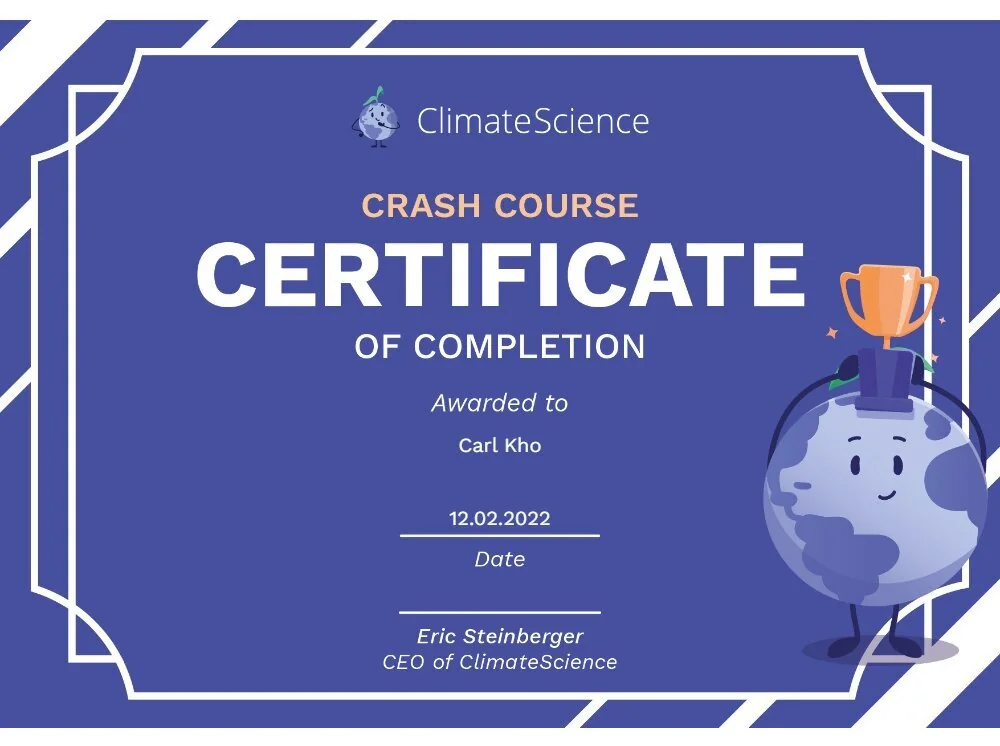 ClimateScience
CRASH COURSE
CERTIFICATE
OF COMPLETION
Awarded to
Carl Kho
12.02.2022
Date
Eric Steinberger
CEO of ClimateScience